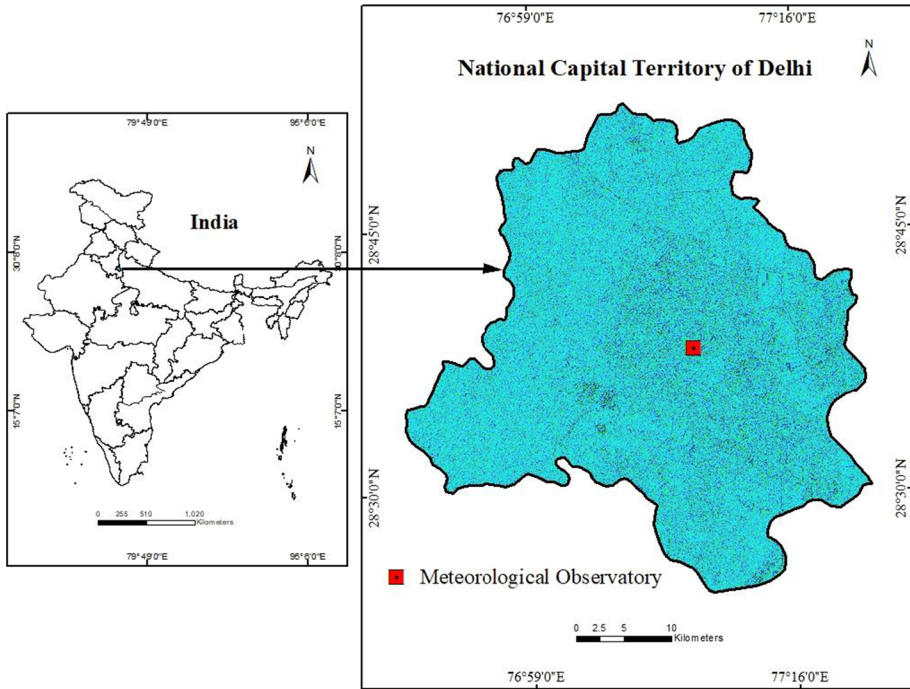 79°49'0"E
95°6'0"E
N
India
30°8'0"N
30°8'0"N
15°7'0"N
15°7'0"N
0 255 510 1,020
Kilometers
79°49'0"E
95°6'0"E
76°59'0"E
77°16'0"E
National Capital Territory of Delhi
N
28°45'0"N
28°45'0"N
28°30'0"N
28°30'0"N
Meteorological Observatory
0 2.5 5 10
Kilometers
76°59'0"E
77°16'0"E